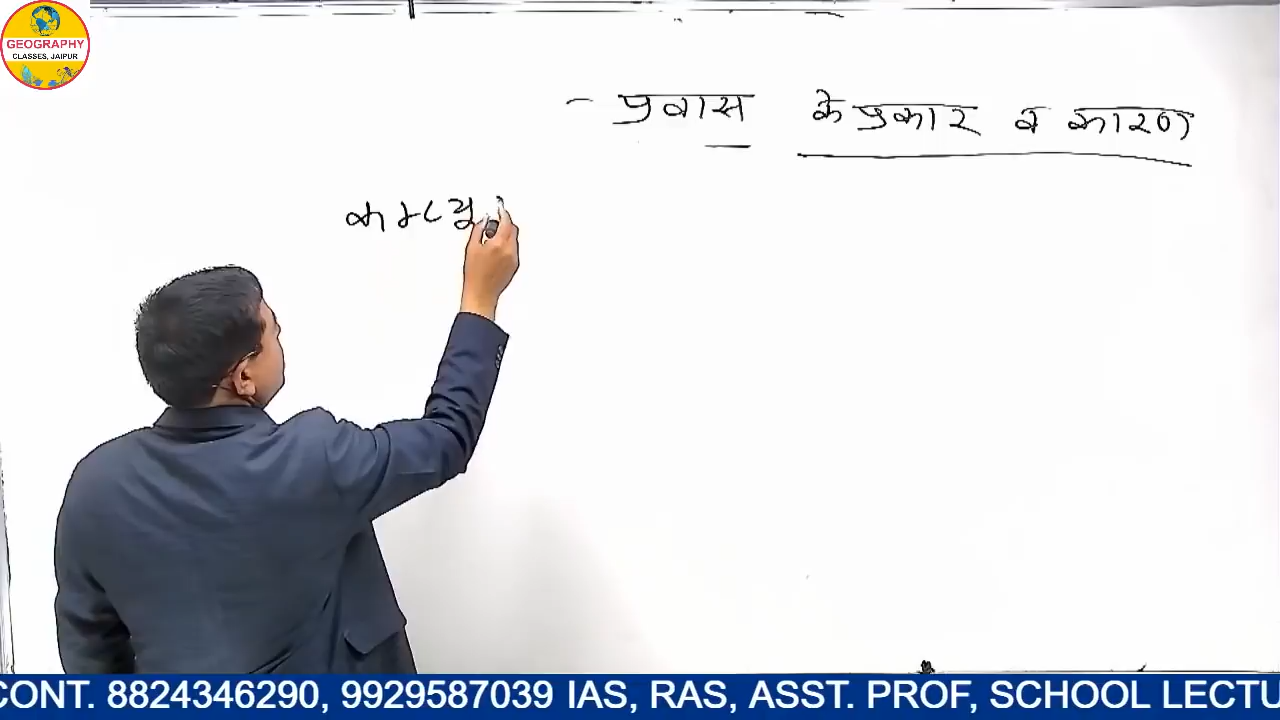 GEOGRAPHY
CLASSES, JAIPUR
- प्रवास के प्रकार व कारण
CONT. 8824346290, 9929587039 IAS, RAS, ASST. PROF, SCHOOL LECTU